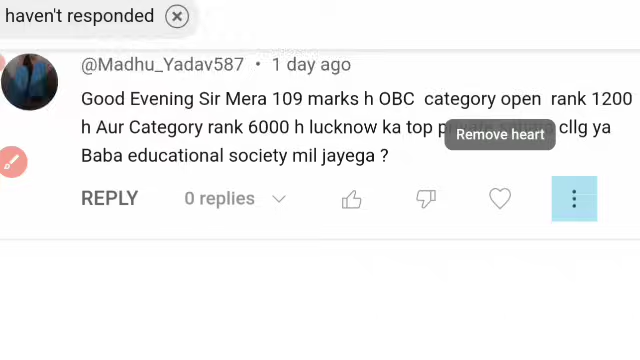 haven't responded
@Madhu_Yadav587 • 1 day ago
Good Evening Sir Mera 109 marks h OBC category open rank 1200
h Aur Category rank 6000 h lucknow ka top cllg ya
Remove heart
Baba educational society mil jayega ?
REPLY 0 replies